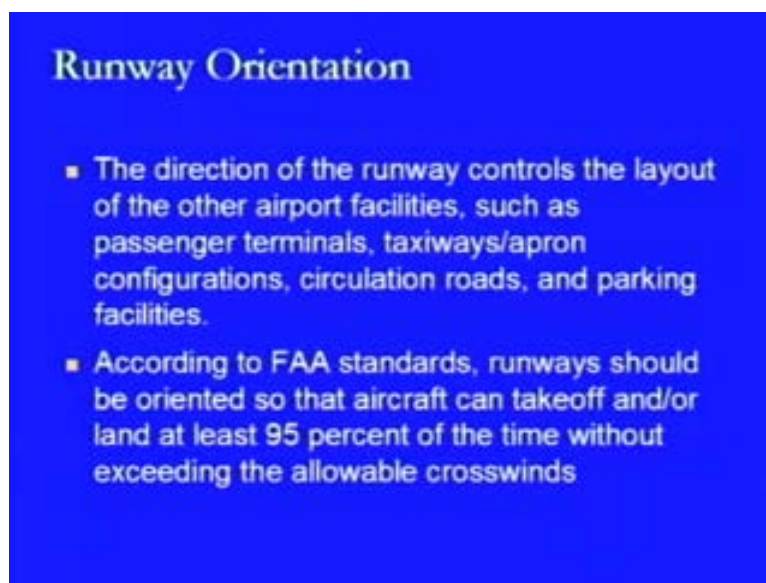 Runway Orientation
The direction of the runway controls the layout
of the other airport facilities, such as
passenger terminals, taxiways/apron
configurations, circulation roads, and parking
facilities.
According to FAA standards, runways should
be oriented so that aircraft can takeoff and/or
land at least 95 percent of the time without
exceeding the allowable crosswinds